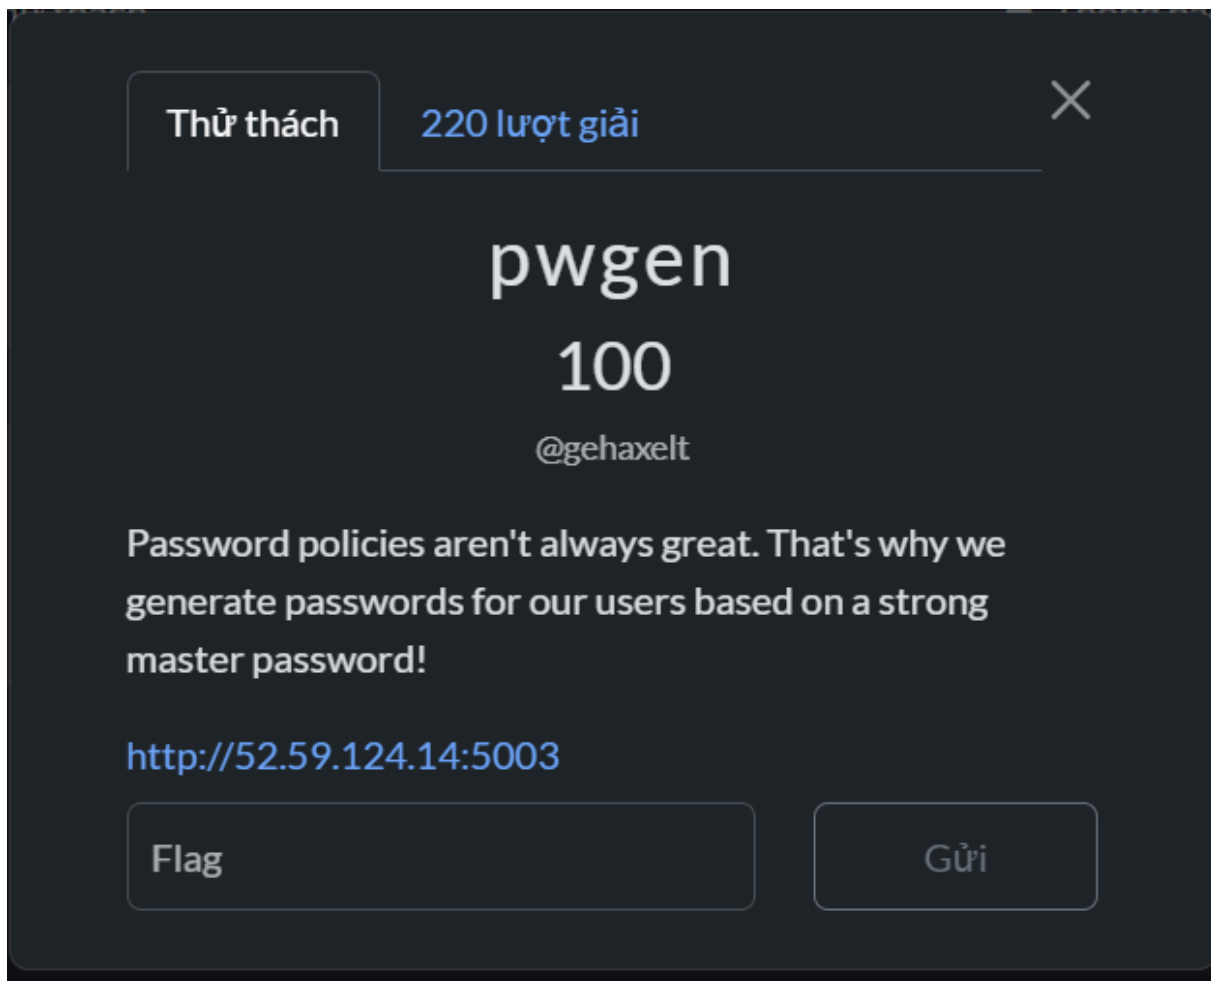 Thử thách
220 lượt giải
pwgen
100
@gehaxelt
Password policies aren't always great. That's why we
generate passwords for our users based on a strong
master password!
http://52.59.124.14:5003
Flag
Gửi